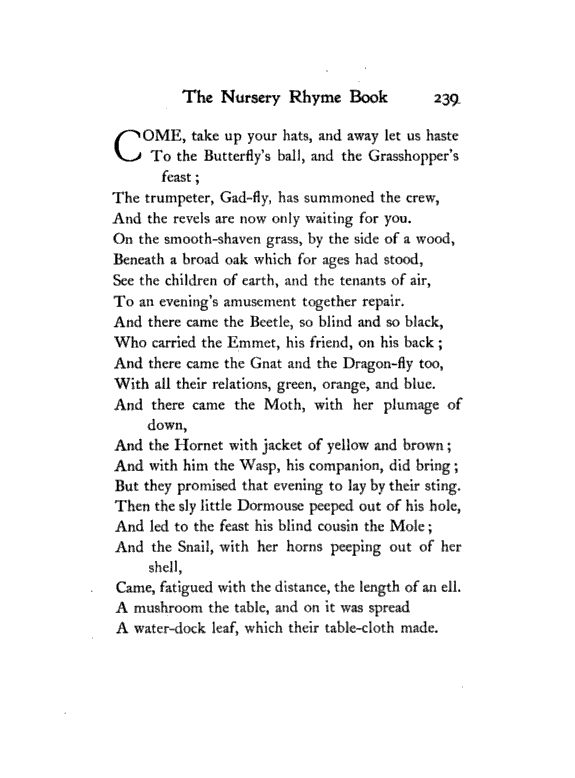 The Nursery Rhyme Book 239
COME, take up your hats, and away let us haste
To the Butterfly's ball, and the Grasshopper's
feast ;
The trumpeter, Gad-fly, has summoned the crew,
And the revels are now only waiting for you.
On the smooth-shaven grass, by the side of a wood,
Beneath a broad oak which for ages had stood,
See the children of earth, and the tenants of air,
To an evening's amusement together repair.
And there came the Beetle, so blind and so black,
Who carried the Emmet, his friend, on his back ;
And there came the Gnat and the Dragon-fly too,
With all their relations, green, orange, and blue.
And there came the Moth, with her plumage of
down,
And the Hornet with jacket of yellow and brown ;
And with him the Wasp, his companion, did bring ;
But they promised that evening to lay by their sting.
Then the sly little Dormouse peeped out of his hole,
And led to the feast his blind cousin the Mole ;
And the Snail, with her horns peeping out of her
shell,
Came, fatigued with the distance, the length of an ell.
A mushroom the table, and on it was spread
A water-dock leaf, which their table-cloth made.